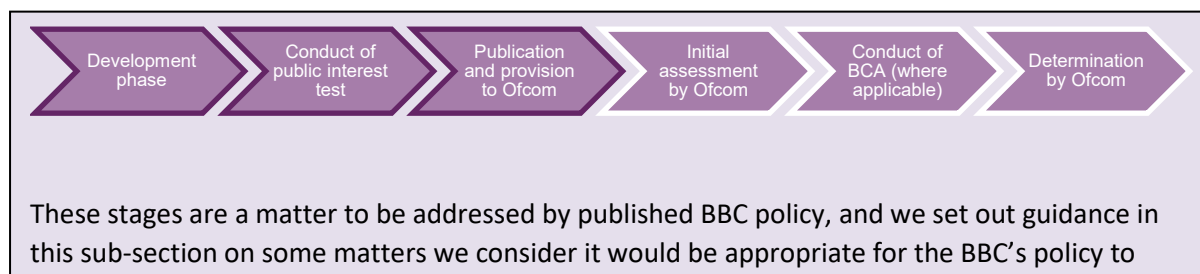 Development
phase
Conduct of
public interest
test
Publication
and provision
to Ofcom
Initial
assessment
by Ofcom
Conduct of
BCA (where
applicable)
Determination
by Ofcom
These stages are a matter to be addressed by published BBC policy, and we set out guidance in
this sub-section on some matters we consider it would be appropriate for the BBC’s policy to